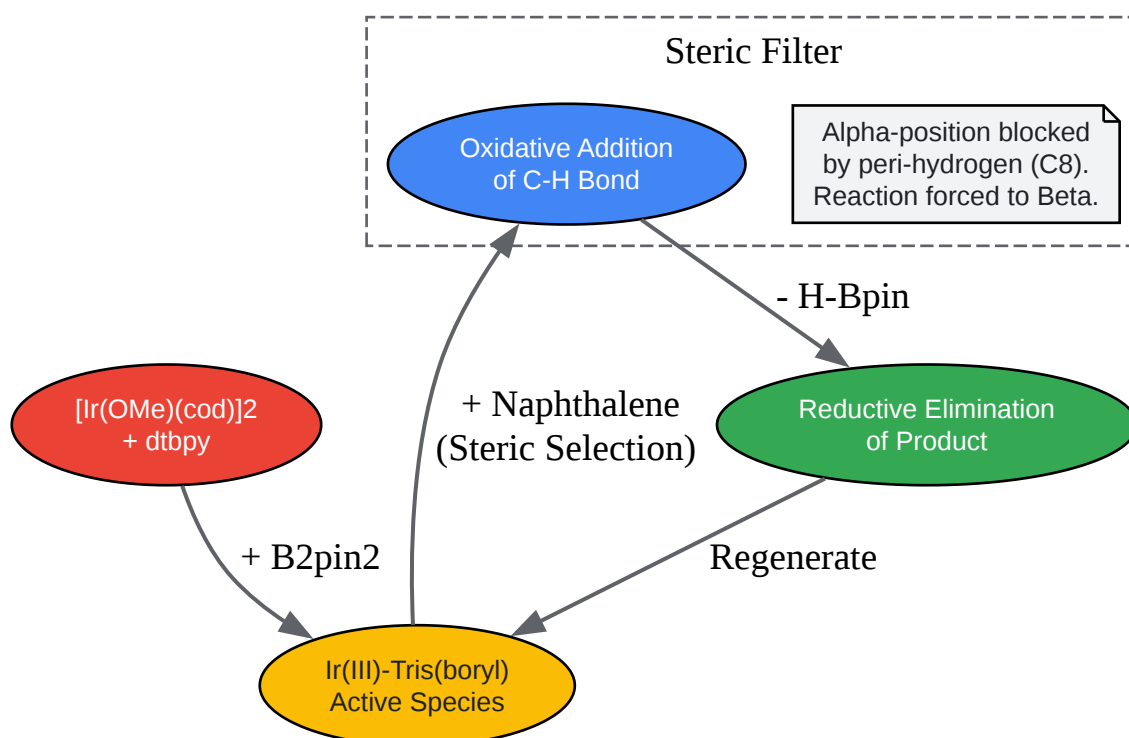 Steric Filter
Oxidative Addition
of C-H Bond
Alpha-position blocked
by peri-hydrogen (C8).
Reaction forced to Beta.
- H-Bpin
[Ir(OMe)(cod)]2
+ dtbpy
+ Naphthalene
(Steric Selection)
Reductive Elimination
of Product
+ B2pin2
Regenerate
Ir(III)-Tris(boryl)
Active Species